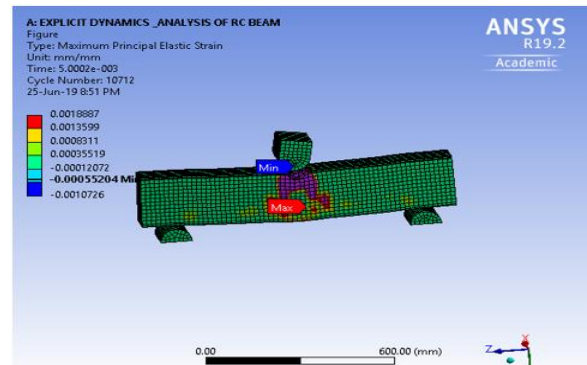 A: EXPLICIT DYNAMICS _ANALYSIS OF RC BEAM
Figure
Type: Maximum Principal Elastic Strain
Unit: mm/mm
Time: 5.0002e-003
Cycle Number: 10712
25-Jun-19 8:51 PM
ANSYS
R19.2
Academic
0.0018887
0.0013599
0.0008311
0.00035519
-0.00012072
-0.00055204 Mi
-0.0010726
Min
Max
0.00
600.00 (mm)
Z
X